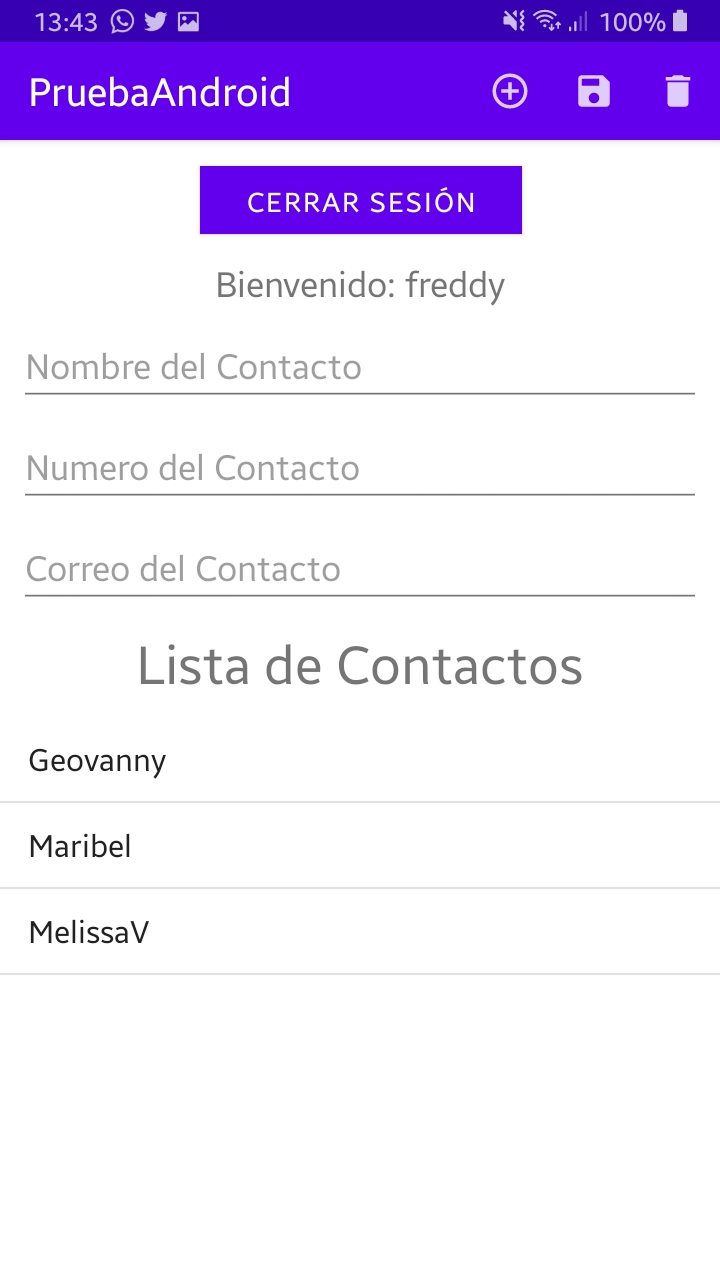 13:43 100%
PruebaAndroid
CERRAR SESIÓN
Bienvenido: freddy
Nombre del Contacto
Numero del Contacto
Correo del Contacto
Lista de Contactos
Geovanny
Maribel
MelissaV